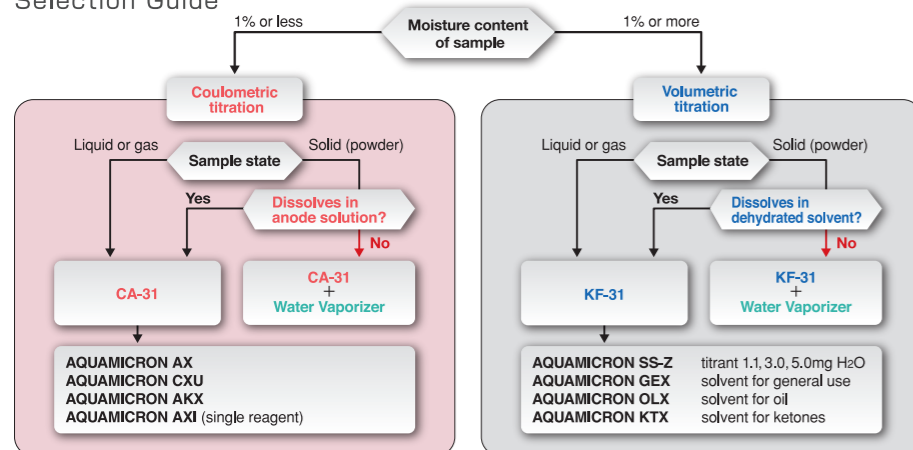 Selection Guide
1% or less
Moisture content
of sample
1% or more
Coulometric
titration
Liquid or gas
Sample state
Solid (powder)
Yes
Dissolves in
anode solution?
No
CA-31
CA-31
+
Water Vaporizer
AQUAMICRON AX
AQUAMICRON CXU
AQUAMICRON AKX
AQUAMICRON AXI (single reagent)
Volumetric
titration
Liquid or gas
Sample state
Solid (powder)
Yes
Dissolves in
dehydrated solvent?
No
KF-31
KF-31
+
Water Vaporizer
AQUAMICRON SS-Z titrant 1.1, 3.0, 5.0mg H2O
AQUAMICRON GEX solvent for general use
AQUAMICRON OLX solvent for oil
AQUAMICRON KTX solvent for ketones